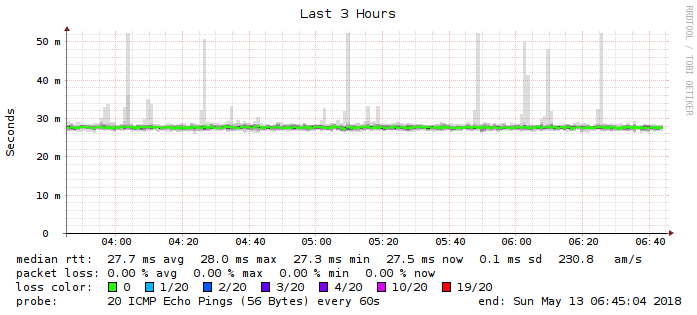 Last 3 Hours
RRDTOOL / TOBI OETIKER
Seconds
50 m
40 m
30 m
20 m
10 m
0
04:00 04:20 04:40 05:00 05:20 05:40 06:00 06:20 06:40
median rtt: 27.7 ms avg 28.0 ms max 27.3 ms min 27.5 ms now 0.1 ms sd 230.8 am/s
packet loss: 0.00 % avg 0.00 % max 0.00 % min 0.00 % now
loss color: 0 1/20 2/20 3/20 4/20 10/20 19/20
probe: 20 ICMP Echo Pings (56 Bytes) every 60s end: Sun May 13 06:45:04 2018